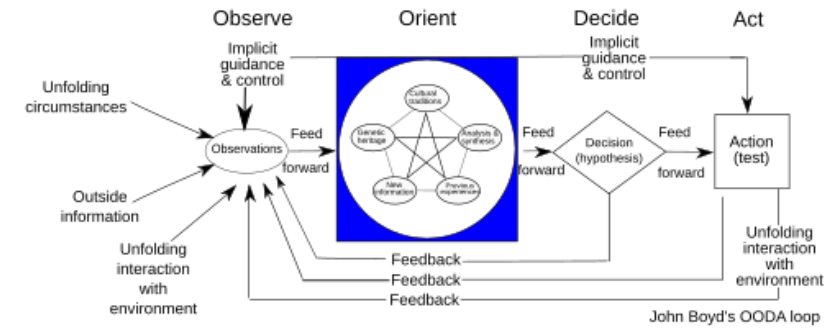 Observe
Orient
Decide
Act
Implicit
guidance
& control
Implicit
guidance
& control
Unfolding
circumstances
Observations
Outside
information
Unfolding
interaction
with
environment
Feed
forward
Cultural
traditions
Genetic
heritage
Analysis &
synthesis
New
information
Previous
experiences
Feed
forward
Decision
(hypothesis)
Feed
forward
Action
(test)
Unfolding
interaction
with
environment
Feedback
Feedback
Feedback
John Boyd's OODA loop